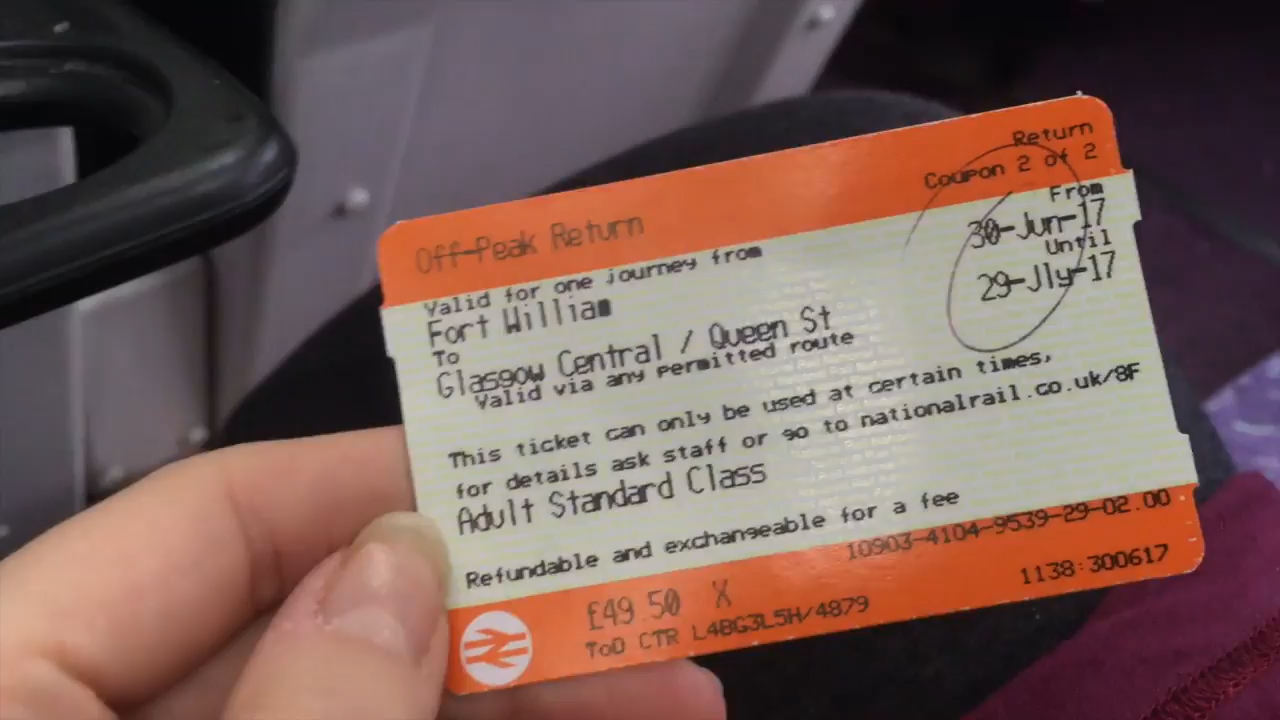 Return
Coupon 2 of 2
Off-Peak Return
From
30-Jun-17
Until
29-Jly-17
Valid for one journey from
Fort William
To
Glasgow Central / Queen St
Valid via any permitted route
This ticket can only be used at certain times,
for details ask staff or go to nationalrail.co.uk/8F
Adult Standard Class
Refundable and exchangeable for a fee
10903-4104-9539-29-02.00
£49.50 X
1138:300617
ToD CTR L4BG3L5H/4879